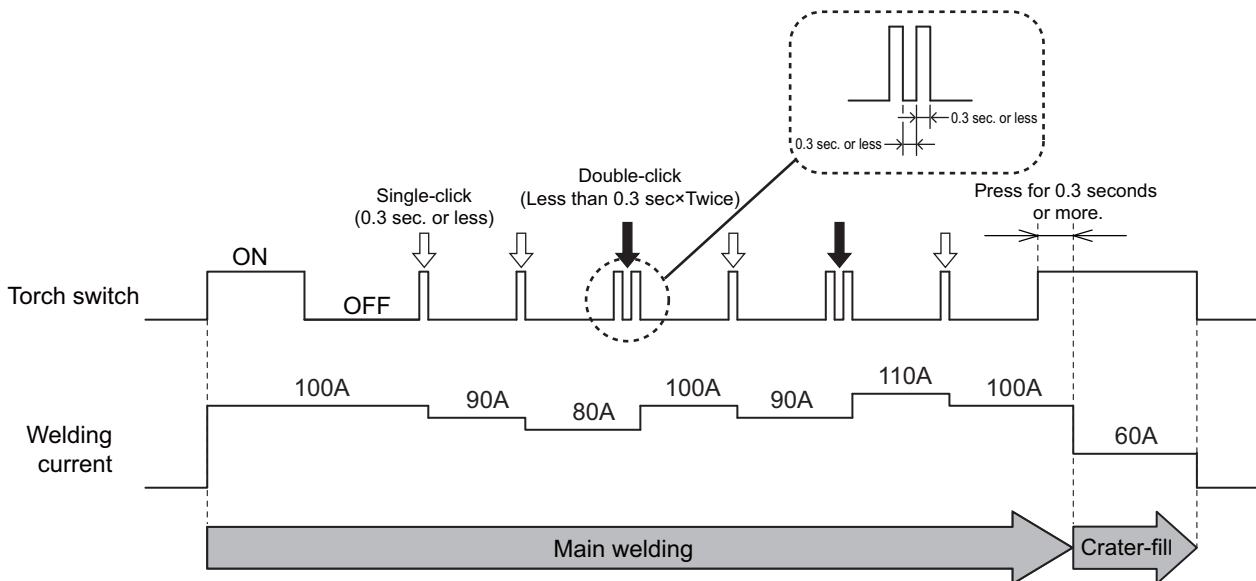 0.3 sec. or less
0.3 sec. or less
Double-click
(Less than 0.3 sec×Twice)
Single-click
(0.3 sec. or less)
Press for 0.3 seconds
or more.
ON
Torch switch
OFF
100A
90A
80A
100A
90A
110A
100A
Welding
current
60A
Main welding
Crater-fill